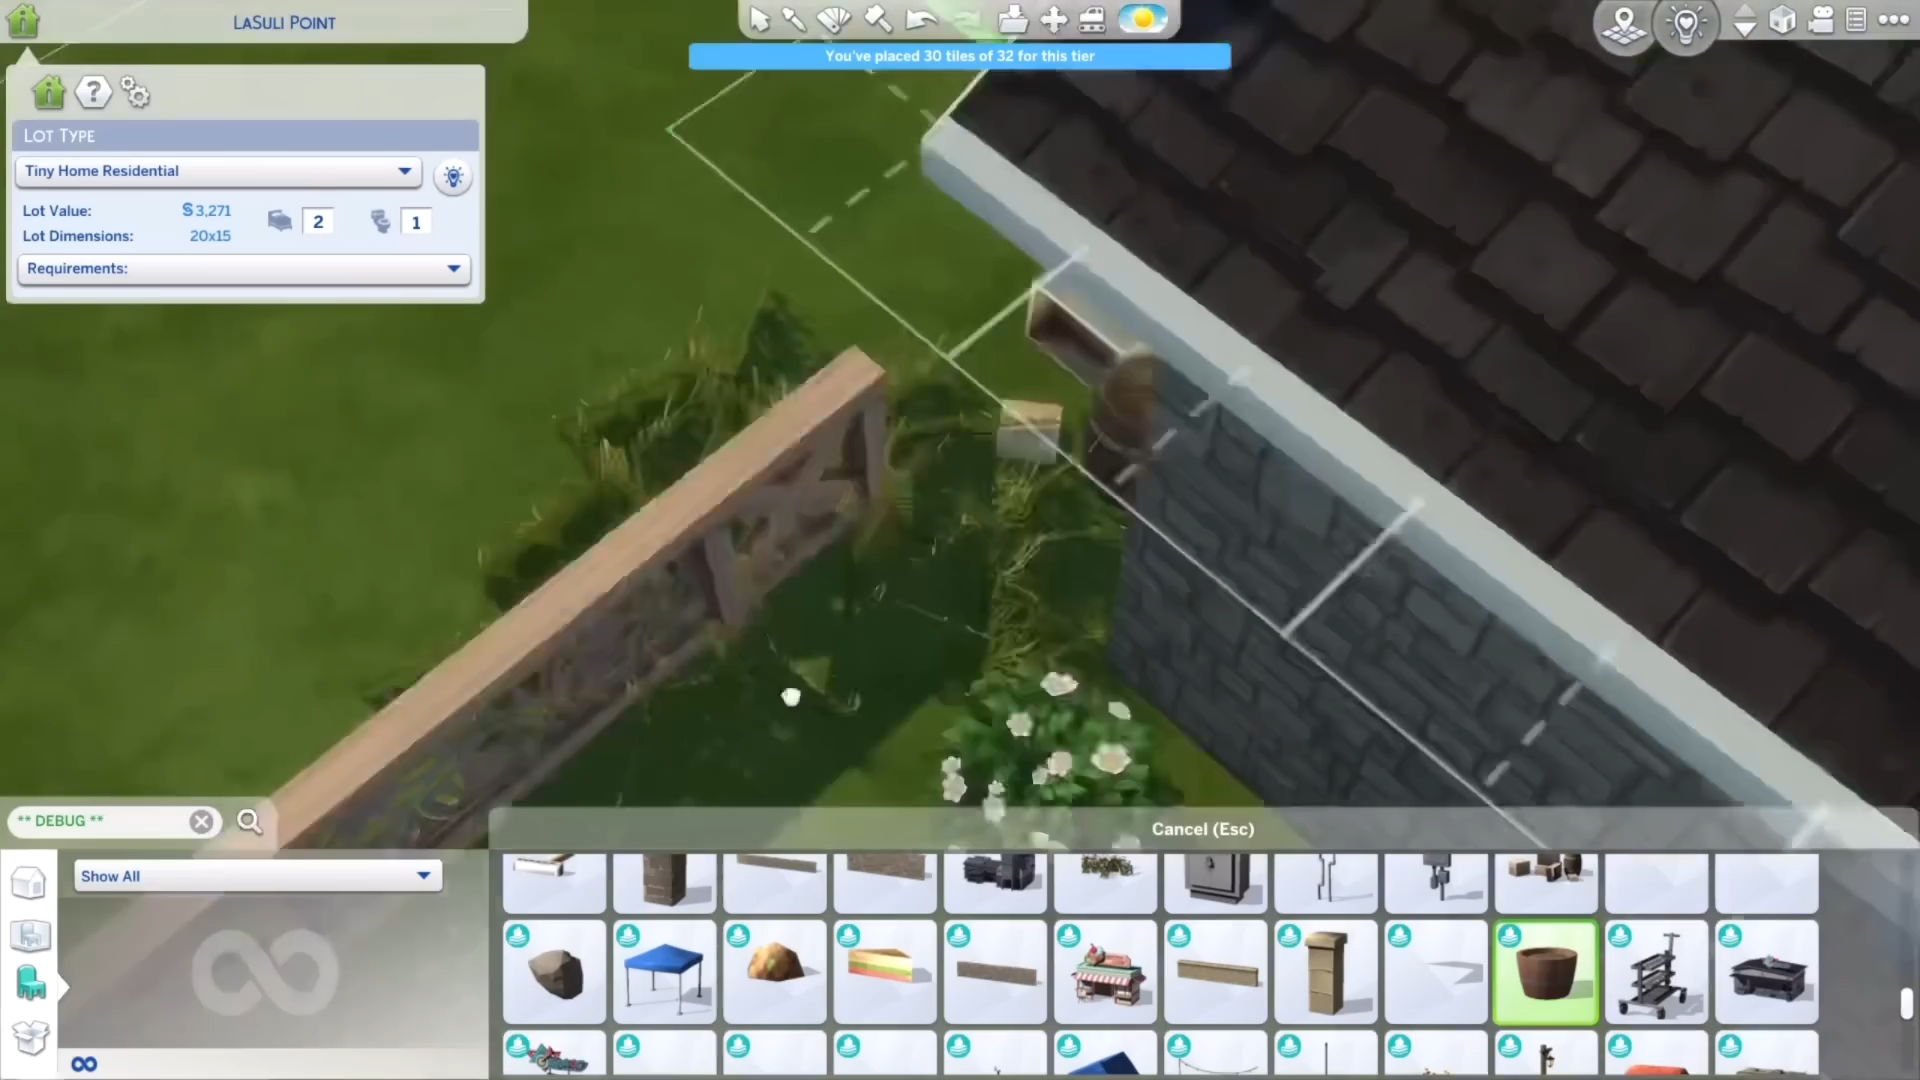 LaSuli Point
You've placed 30 tiles of 32 for this tier
Lot Type
Tiny Home Residential
Lot Value: §3,271
2
1
Lot Dimensions: 20x15
Requirements:
** DEBUG **
Cancel (Esc)
Show All